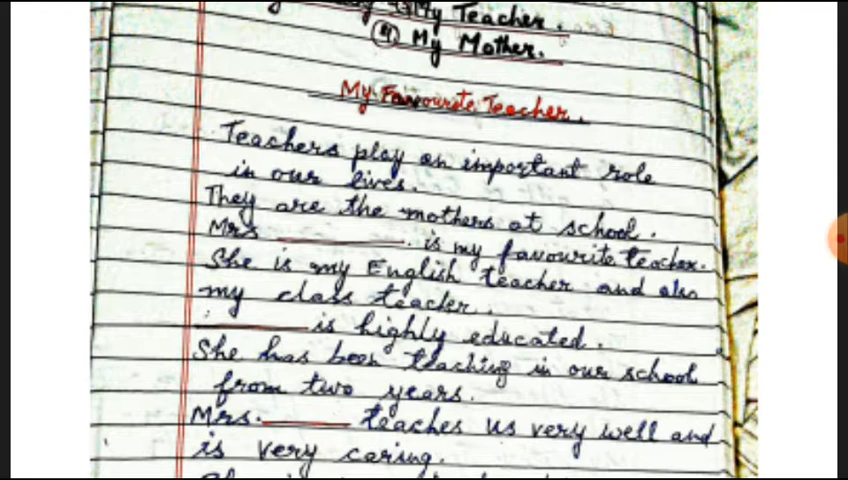 My Teacher.
④ My Mother.
My Favourite Teacher.
Teachers play an important role
in our lives.
They are the mothers at school.
Mrs ________. is my favourite teacher.
She is my English teacher and also
my class teacher.
________ is highly educated.
She has been teaching in our school
from two years.
Mrs. ________ teaches us very well and
is very caring.